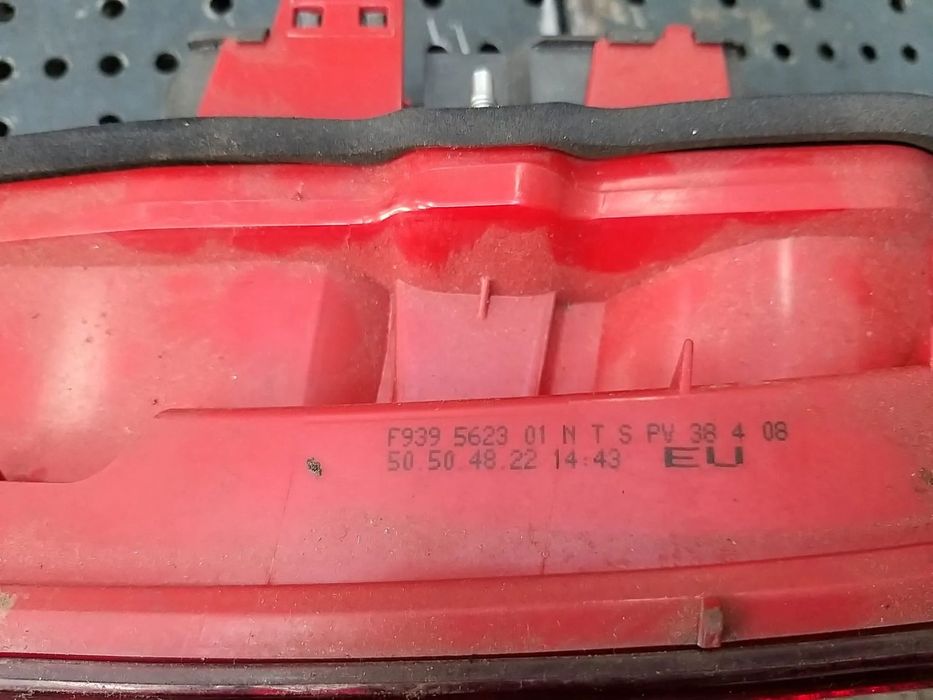 F939 5623 01 N T S PV 38 4 08
50 50 48.22 14:43 EU